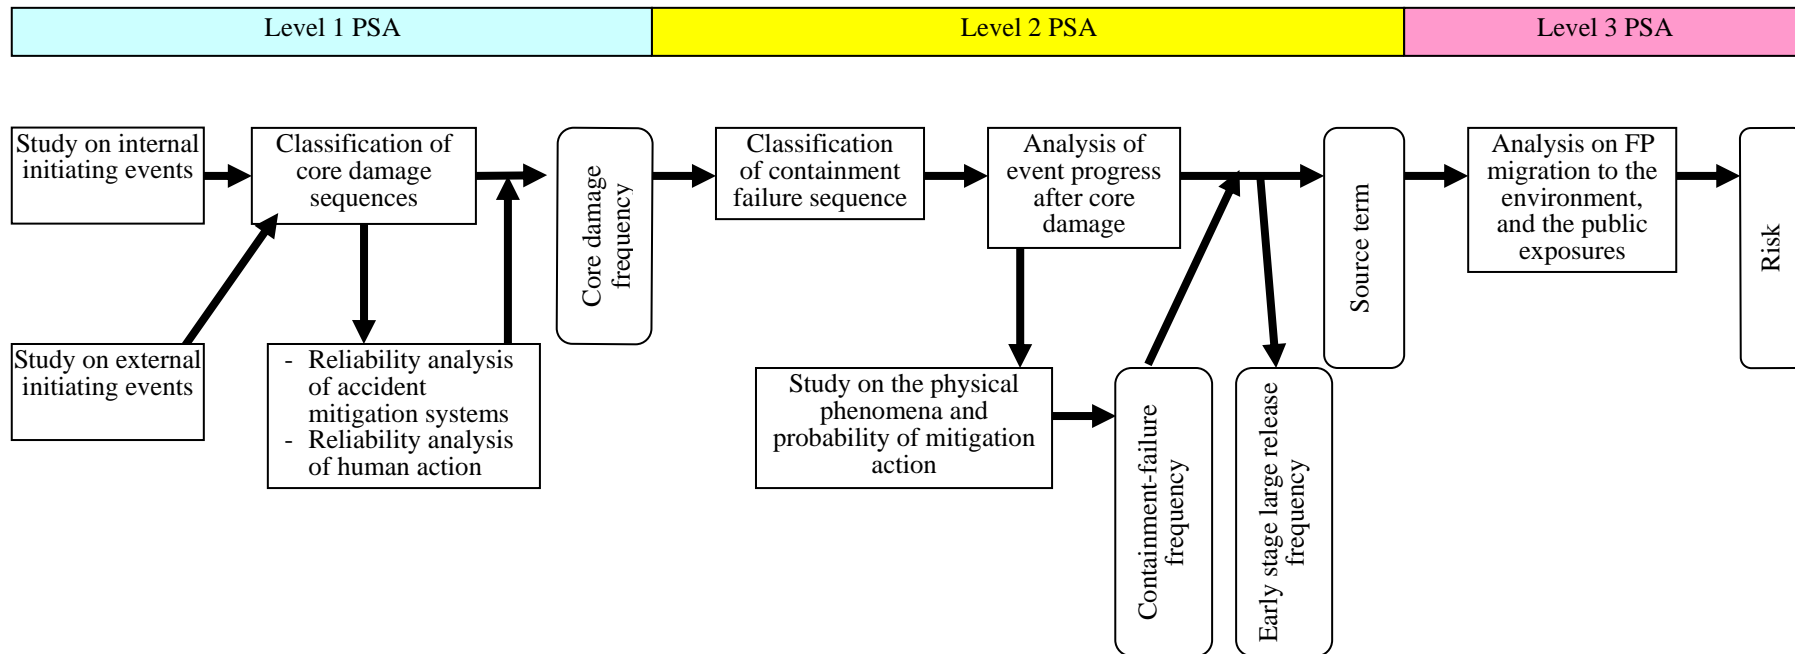 Level 1 PSA
Level 2 PSA
Level 3 PSA
Study on internal
initiating events
Classification of
core damage
sequences
Core damage
frequency
Classification
of containment
failure sequence
Analysis of
event progress
after core
damage
Source term
Analysis on FP
migration to the
environment,
and the public
exposures
Risk
Study on external
initiating events
- Reliability analysis
of accident
mitigation systems
- Reliability analysis
of human action
Study on the physical
phenomena and
probability of mitigation
action
Containment-failure
frequency
Early stage large release
frequency